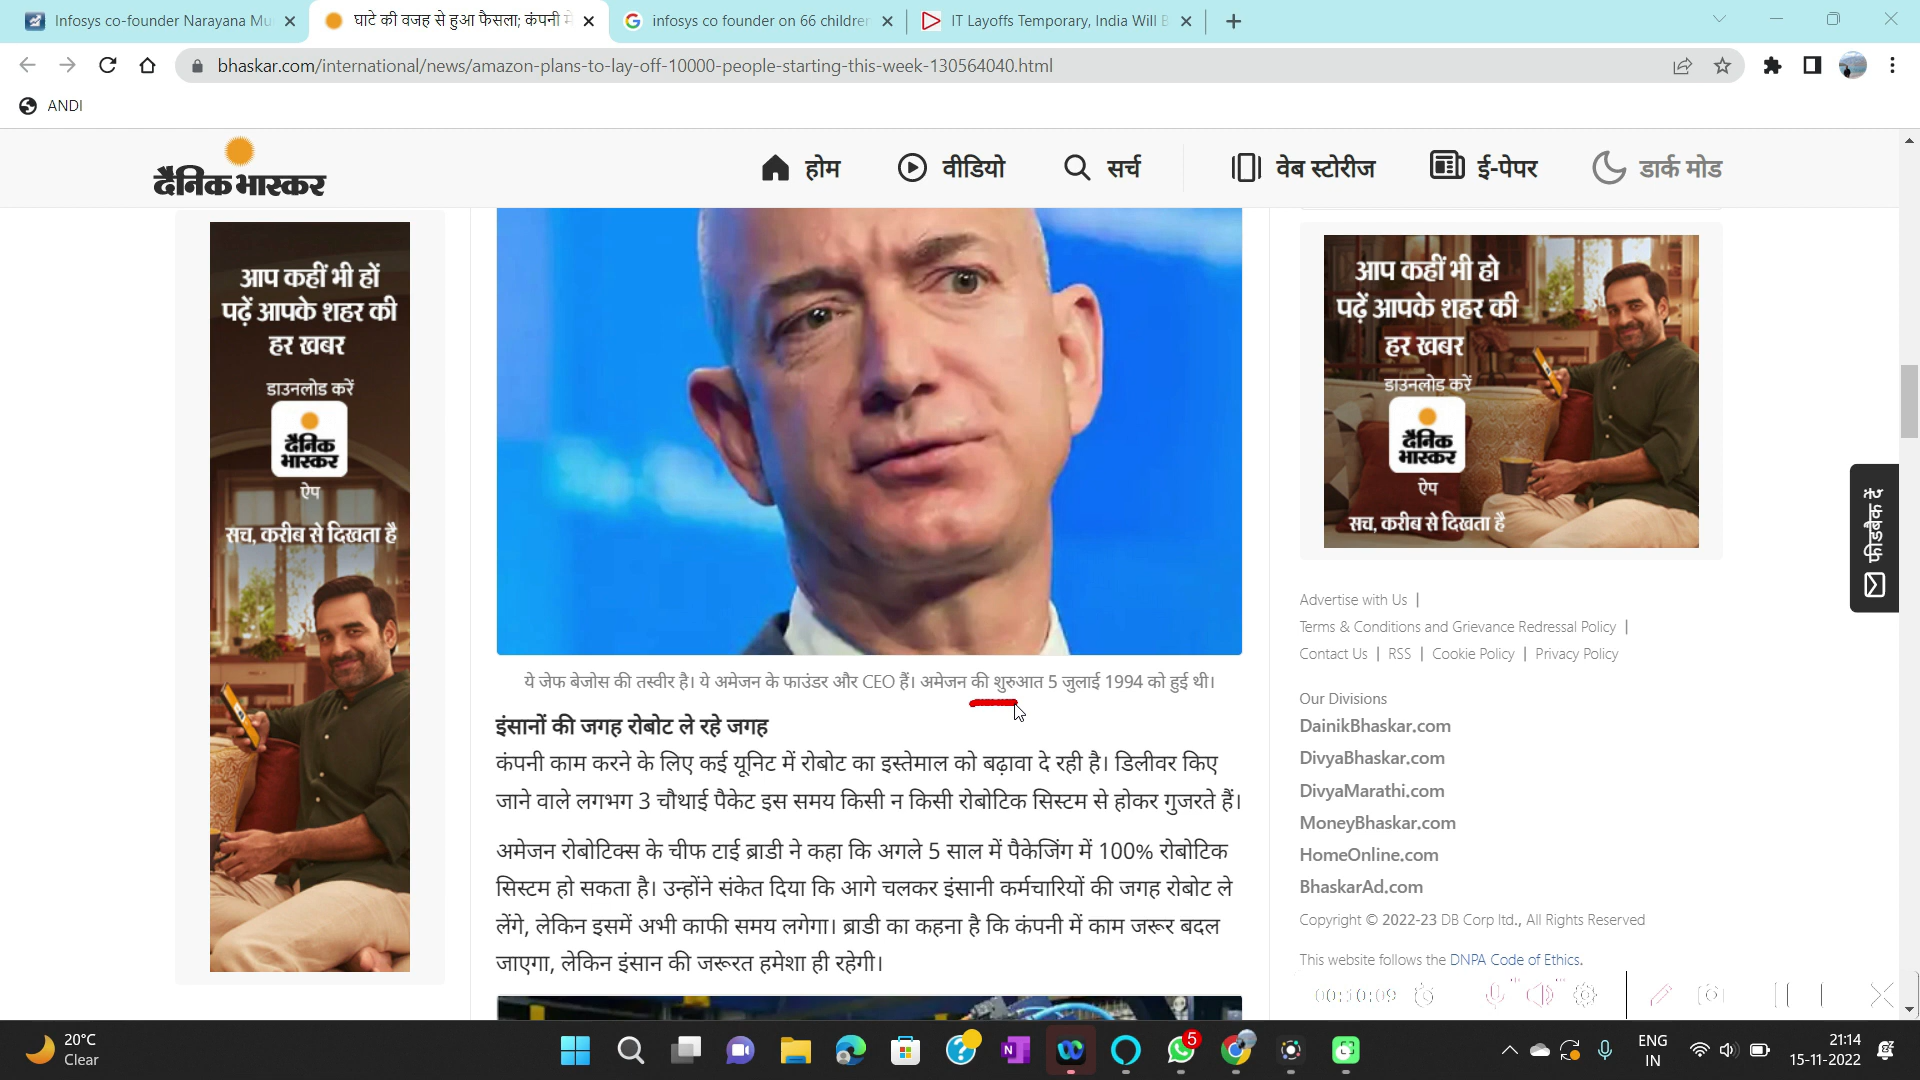 Infosys co-founder Narayana Mu
घाटे की वजह से हुआ फैसला; कंपनी में
infosys co founder on 66 childre
IT Layoffs Temporary, India Will B
bhaskar.com/international/news/amazon-plans-to-lay-off-10000-people-starting-this-week-130564040.html
ANDI
दैनिक भास्कर
होम
वीडियो
सर्च
वेब स्टोरीज
ई-पेपर
डार्क मोड
आप कहीं भी हों
पढ़ें आपके शहर की
हर खबर
डाउनलोड करें
दैनिक
भास्कर
ऐप
सच, करीब से दिखता है
ये जेफ बेजोस की तस्वीर है। ये अमेजन के फाउंडर और CEO हैं। अमेजन की शुरुआत 5 जुलाई 1994 को हुई थी।
इंसानों की जगह रोबोट ले रहे जगह
कंपनी काम करने के लिए कई यूनिट में रोबोट का इस्तेमाल को बढ़ावा दे रही है। डिलीवर किए
जाने वाले लगभग 3 चौथाई पैकेट इस समय किसी न किसी रोबोटिक सिस्टम से होकर गुजरते हैं।
अमेजन रोबोटिक्स के चीफ टाई ब्राडी ने कहा कि अगले 5 साल में पैकेजिंग में 100% रोबोटिक
सिस्टम हो सकता है। उन्होंने संकेत दिया कि आगे चलकर इंसानी कर्मचारियों की जगह रोबोट ले
लेंगे, लेकिन इसमें अभी काफी समय लगेगा। ब्राडी का कहना है कि कंपनी में काम जरूर बदल
जाएगा, लेकिन इंसान की जरूरत हमेशा ही रहेगी।
आप कहीं भी हो
पढ़ें आपके शहर की
हर खबर
डाउनलोड करें
दैनिक
भास्कर
ऐप
सच, करीब से दिखता है
फीडबैक दें
Advertise with Us |
Terms & Conditions and Grievance Redressal Policy |
Contact Us | RSS | Cookie Policy | Privacy Policy
Our Divisions
DainikBhaskar.com
DivyaBhaskar.com
DivyaMarathi.com
MoneyBhaskar.com
HomeOnline.com
BhaskarAd.com
Copyright © 2022-23 DB Corp ltd., All Rights Reserved
This website follows the DNPA Code of Ethics.
00:10:09
20°C
Clear
5
ENG
IN
21:14
15-11-2022